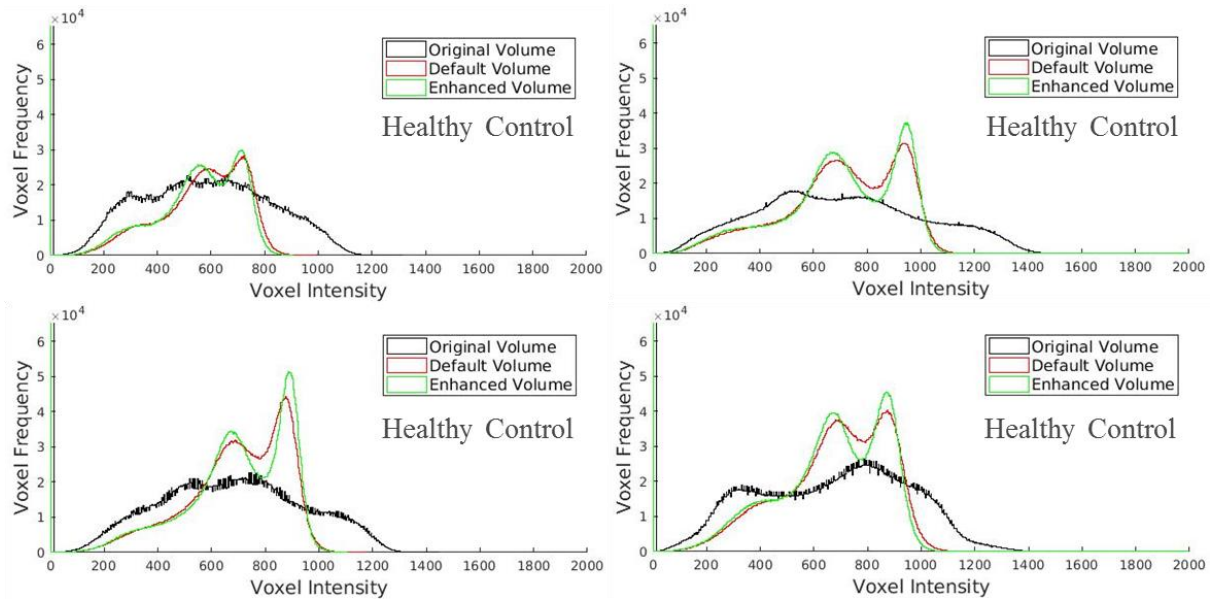 ×10⁴
6
5
4
3
2
1
0
Voxel Frequency
Original Volume
Default Volume
Enhanced Volume
Healthy Control
0 200 400 600 800 1000 1200 1400 1600 1800 2000
Voxel Intensity
×10⁴
6
5
4
3
2
1
0
Voxel Frequency
Original Volume
Default Volume
Enhanced Volume
Healthy Control
0 200 400 600 800 1000 1200 1400 1600 1800 2000
Voxel Intensity
×10⁴
6
5
4
3
2
1
0
Voxel Frequency
Original Volume
Default Volume
Enhanced Volume
Healthy Control
0 200 400 600 800 1000 1200 1400 1600 1800 2000
Voxel Intensity
×10⁴
6
5
4
3
2
1
0
Voxel Frequency
Original Volume
Default Volume
Enhanced Volume
Healthy Control
0 200 400 600 800 1000 1200 1400 1600 1800 2000
Voxel Intensity